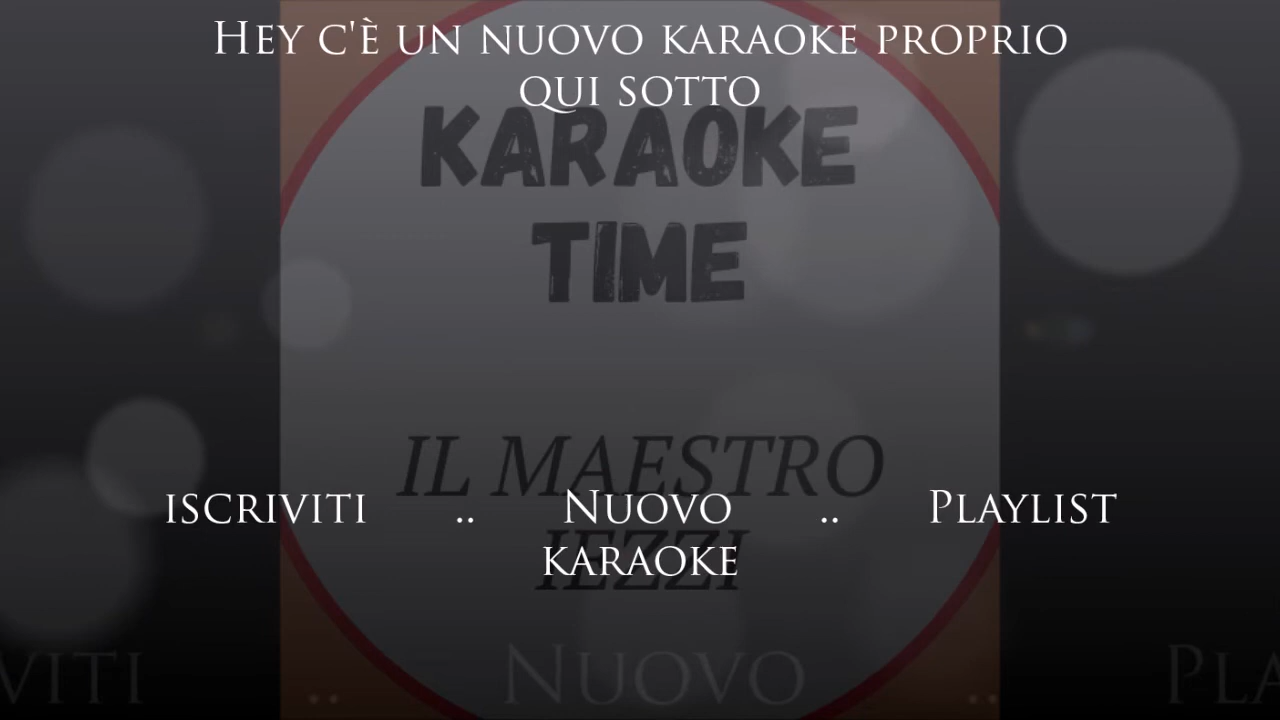 Hey c'è un nuovo karaoke proprio
qui sotto
KARAOKE
TIME
IL MAESTRO
iscriviti .. Nuovo .. Playlist
karaoke
IEZZI
viti .. Nuovo .. Pla